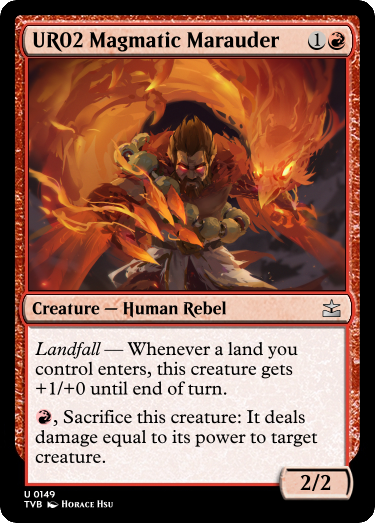 UR02 Magmatic Marauder 1
Creature — Human Rebel
Landfall — Whenever a land you
control enters, this creature gets
+1/+0 until end of turn.
, Sacrifice this creature: It deals
damage equal to its power to target
creature.
2/2
U 0149
TVB Horace Hsu